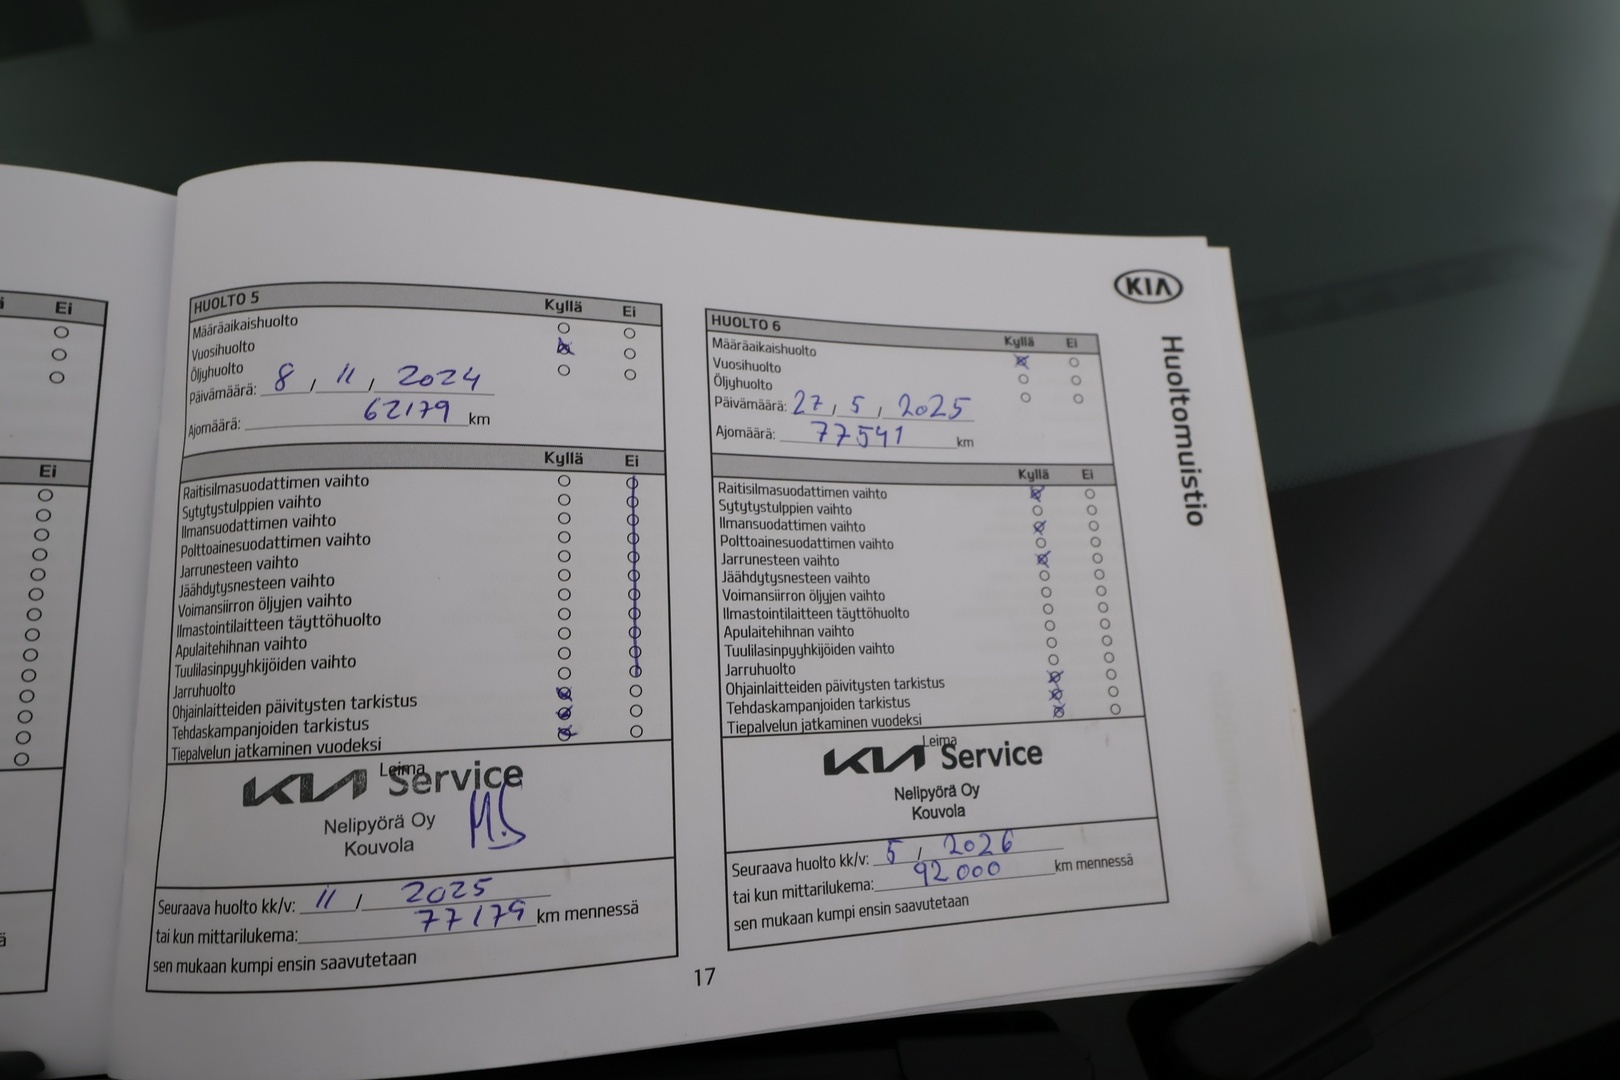 Ei
Ei
HUOLTO 5 Kyllä Ei
Määräaikaishuolto
Vuosihuolto
Öljyhuolto
Päivämäärä: 8 / 11 / 2024
Ajomäärä: 62179 km
Kyllä Ei
Raitisilmasuodattimen vaihto
Sytytystulppien vaihto
Ilmansuodattimen vaihto
Polttoainesuodattimen vaihto
Jarrunesteen vaihto
Jäähdytysnesteen vaihto
Voimansiirron öljyjen vaihto
Ilmastointilaitteen täyttöhuolto
Apulaitehihnan vaihto
Tuulilasinpyyhkijöiden vaihto
Jarruhuolto
Ohjainlaitteiden päivitysten tarkistus
Tehdaskampanjoiden tarkistus
Tiepalvelun jatkaminen vuodeksi
Leima
KIA Service
Nelipyörä Oy
Kouvola
M.S
Seuraava huolto kk/v: 11 / 2025
tai kun mittarilukema: 77179 km mennessä
sen mukaan kumpi ensin saavutetaan
HUOLTO 6 Kyllä Ei
Määräaikaishuolto
Vuosihuolto
Öljyhuolto
Päivämäärä: 27 / 5 / 2025
Ajomäärä: 77541 km
Kyllä Ei
Raitisilmasuodattimen vaihto
Sytytystulppien vaihto
Ilmansuodattimen vaihto
Polttoainesuodattimen vaihto
Jarrunesteen vaihto
Jäähdytysnesteen vaihto
Voimansiirron öljyjen vaihto
Ilmastointilaitteen täyttöhuolto
Apulaitehihnan vaihto
Tuulilasinpyyhkijöiden vaihto
Jarruhuolto
Ohjainlaitteiden päivitysten tarkistus
Tehdaskampanjoiden tarkistus
Tiepalvelun jatkaminen vuodeksi
Leima
KIA Service
Nelipyörä Oy
Kouvola
Seuraava huolto kk/v: 5 / 2026
tai kun mittarilukema: 92000 km mennessä
sen mukaan kumpi ensin saavutetaan
KIA
Huoltomuistio
17